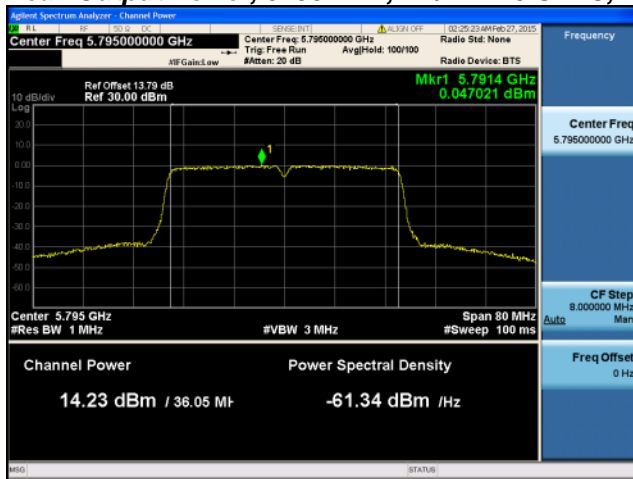 Agilent Spectrum Analyzer - Channel Power
RL RF 50 Ω DC SENSE:INT ALIGN OFF 02:25:23 AM Feb 27, 2015
Center Freq 5.795000000 GHz
Center Freq: 5.795000000 GHz Radio Std: None
Trig: Free Run Avg|Hold: 100/100
#IFGain:Low #Atten: 20 dB Radio Device: BTS
Frequency
Ref Offset 13.79 dB Mkr1 5.7914 GHz
10 dB/div Ref 30.00 dBm 0.047021 dBm
Log
20.0
10.0
0.00
-10.0
-20.0
-30.0
-40.0
-50.0
-60.0
1
Center Freq
5.795000000 GHz
Center 5.795 GHz Span 80 MHz
#Res BW 1 MHz #VBW 3 MHz #Sweep 100 ms
CF Step
8.000000 MHz
Auto Man
Channel Power Power Spectral Density
14.23 dBm / 36.05 MH -61.34 dBm /Hz
Freq Offset
0 Hz
MSG STATUS